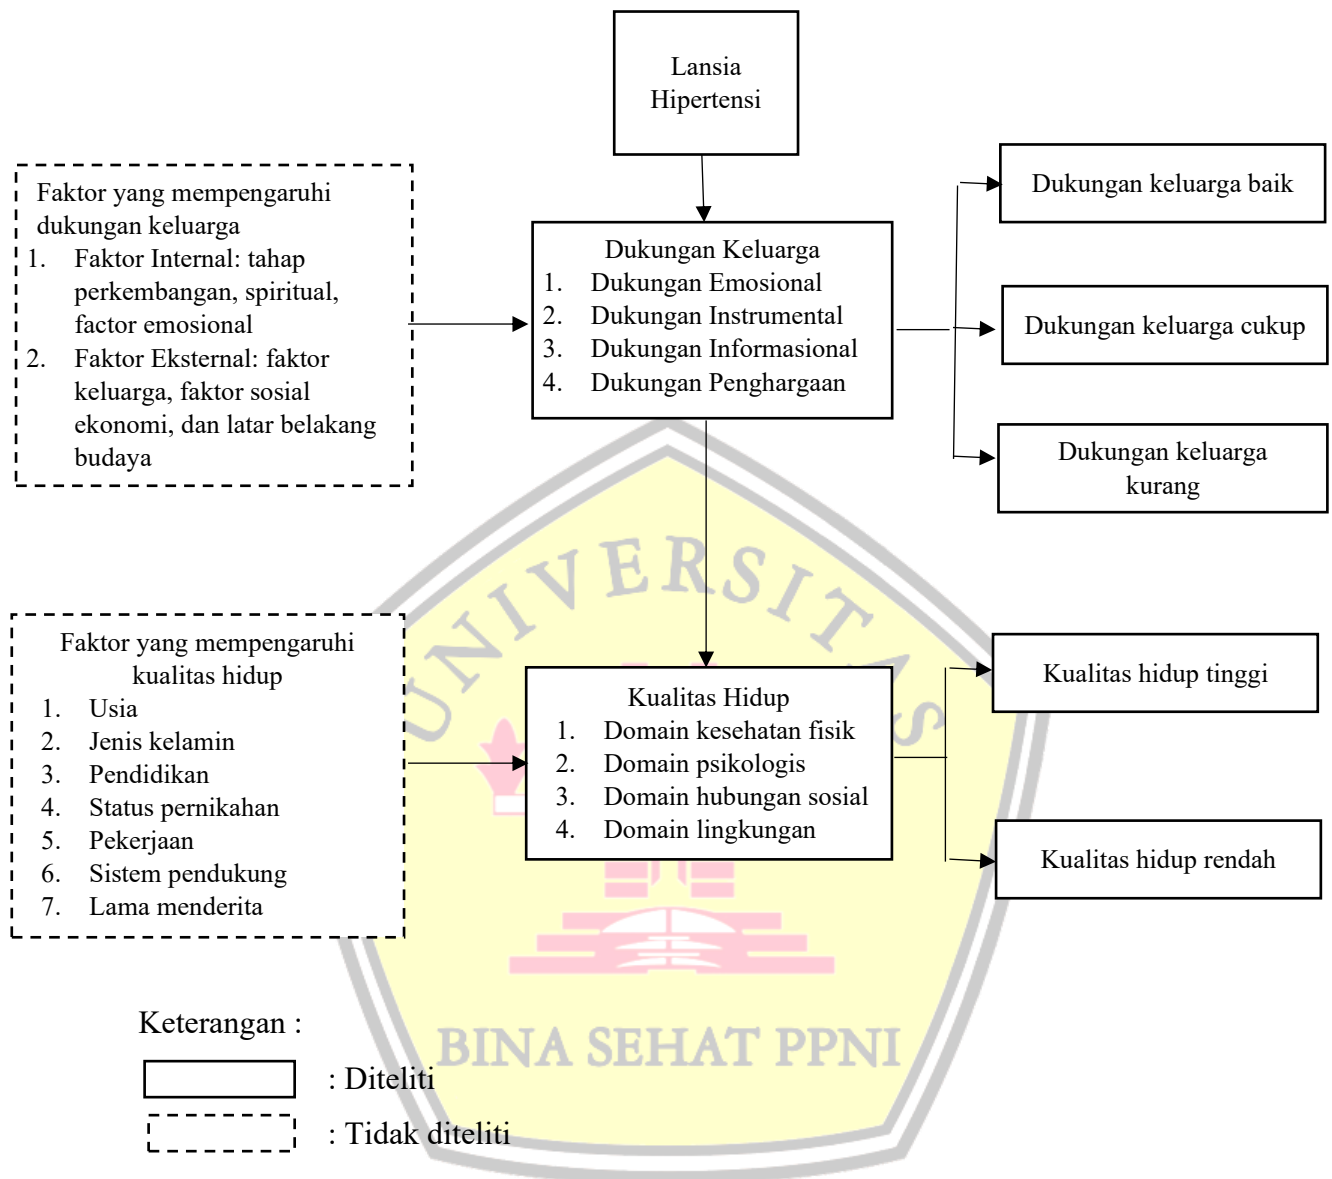 Lansia
Hipertensi
Faktor yang mempengaruhi
dukungan keluarga
1. Faktor Internal: tahap
perkembangan, spiritual,
factor emosional
2. Faktor Eksternal: faktor
keluarga, faktor sosial
ekonomi, dan latar belakang
budaya
Dukungan Keluarga
1. Dukungan Emosional
2. Dukungan Instrumental
3. Dukungan Informasional
4. Dukungan Penghargaan
Dukungan keluarga baik
Dukungan keluarga cukup
Dukungan keluarga
kurang
UNIVERSITAS
Faktor yang mempengaruhi
kualitas hidup
1. Usia
2. Jenis kelamin
3. Pendidikan
4. Status pernikahan
5. Pekerjaan
6. Sistem pendukung
7. Lama menderita
Kualitas Hidup
1. Domain kesehatan fisik
2. Domain psikologis
3. Domain hubungan sosial
4. Domain lingkungan
Kualitas hidup tinggi
Kualitas hidup rendah
BINA SEHAT PPNI
Keterangan :
: Diteliti
: Tidak diteliti